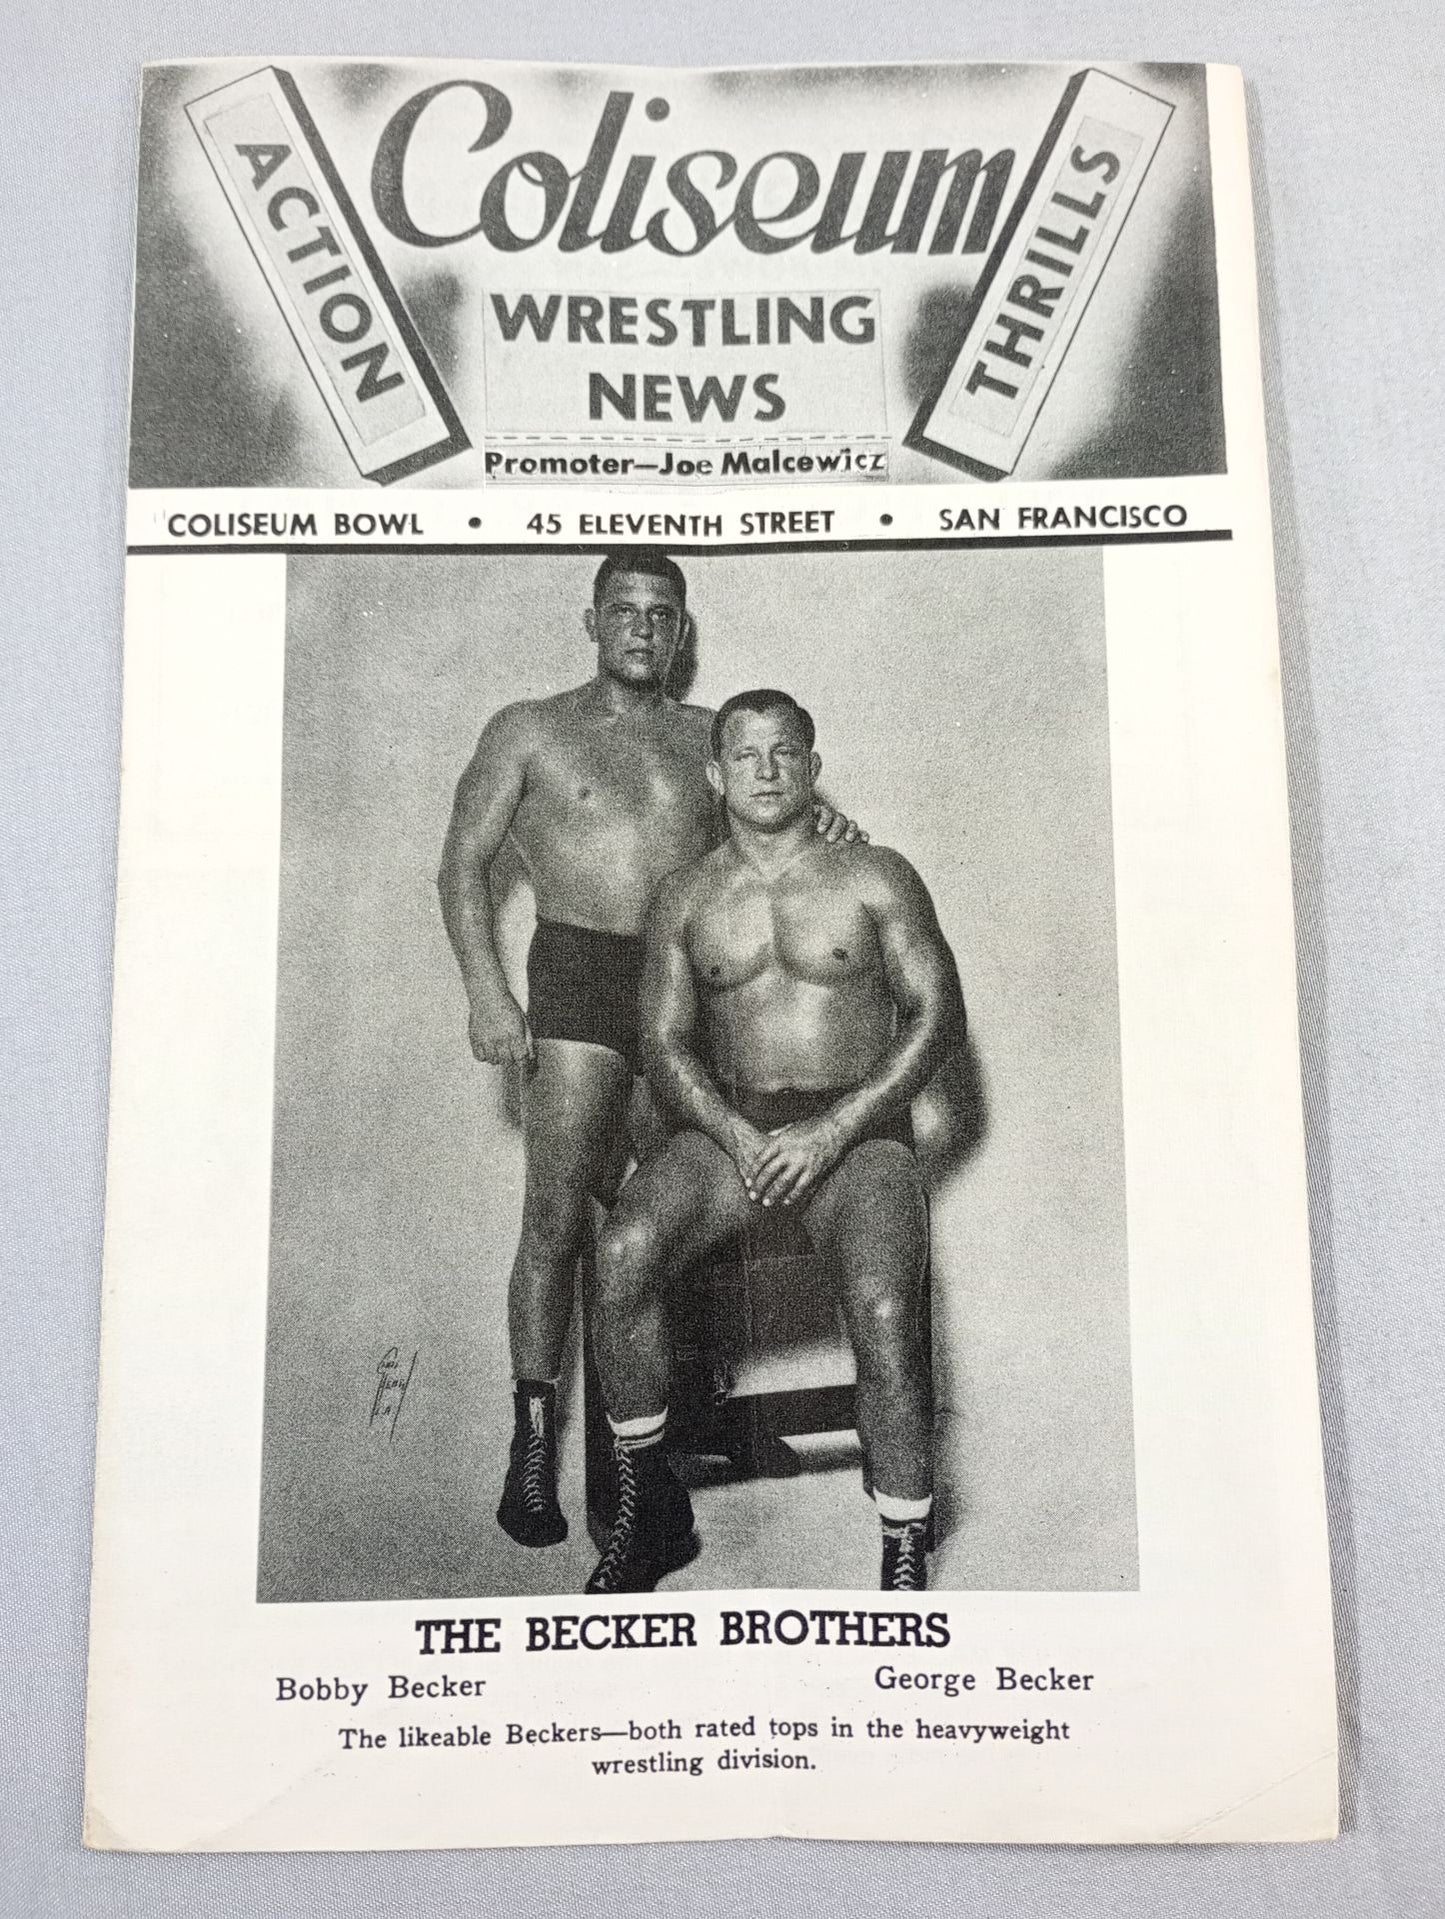 ACTION
Coliseum
THRILLS
WRESTLING
NEWS
Promoter—Joe Malcewicz
COLISEUM BOWL • 45 ELEVENTH STREET • SAN FRANCISCO
THE BECKER BROTHERS
Bobby Becker George Becker
The likeable Beckers—both rated tops in the heavyweight
wrestling division.